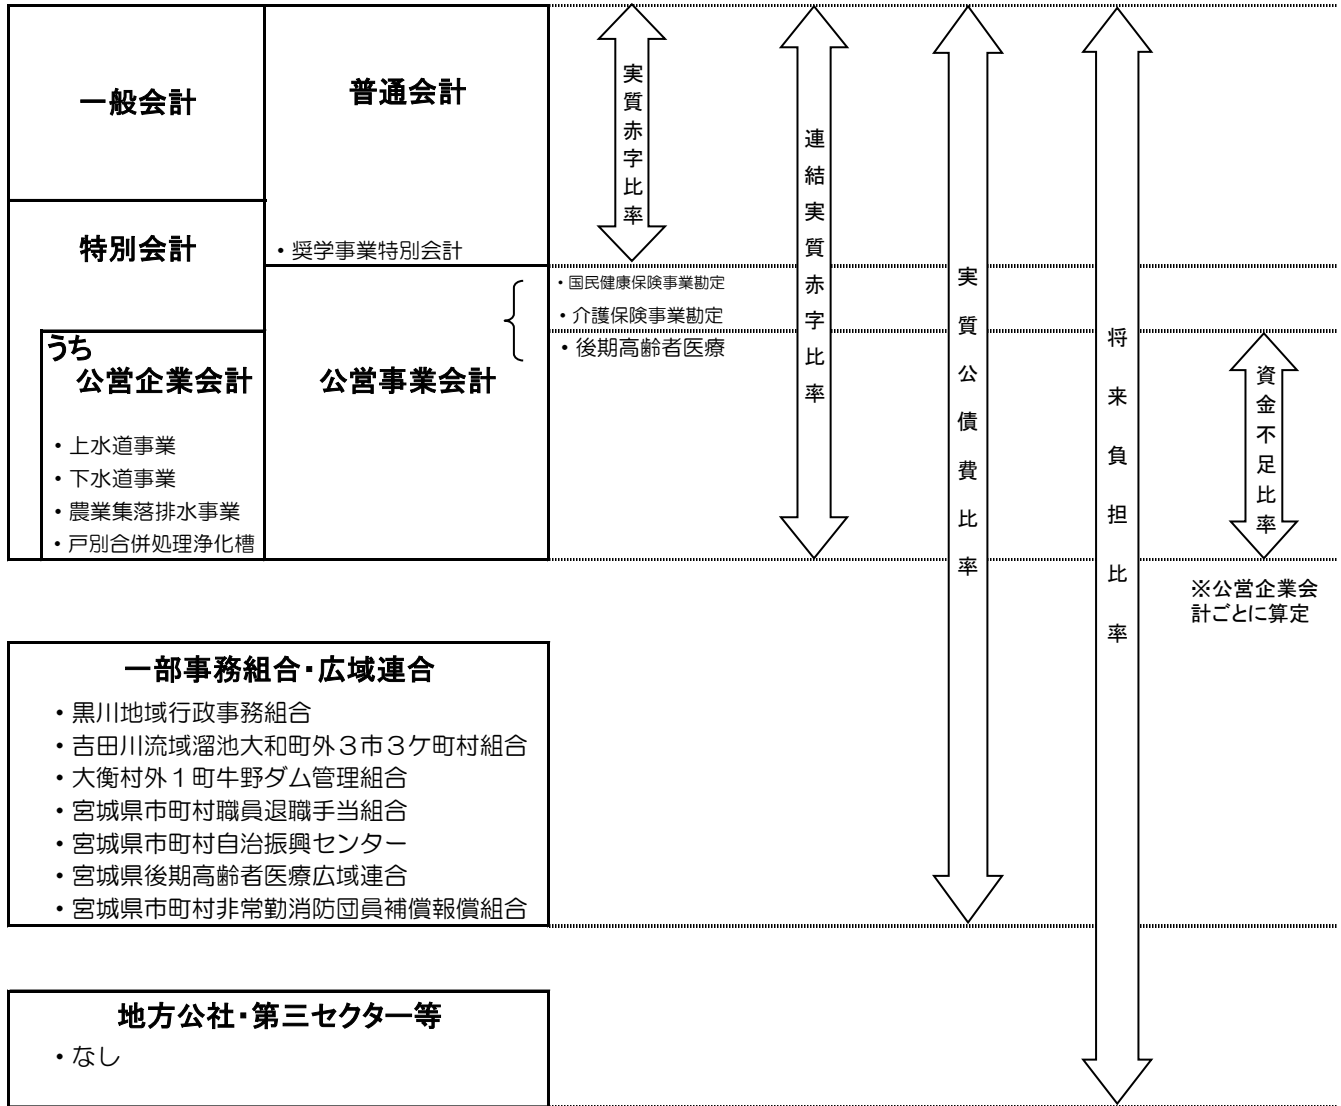 一般会計
普通会計
特別会計
・奨学事業特別会計
・国民健康保険事業勘定
・介護保険事業勘定
・後期高齢者医療
うち
公営企業会計
公営事業会計
・上水道事業
・下水道事業
・農業集落排水事業
・戸別合併処理浄化槽
実質赤字比率
連結実質赤字比率
実質公債費比率
将来負担比率
資金不足比率
※公営企業会
計ごとに算定
一部事務組合・広域連合
・黒川地域行政事務組合
・吉田川流域溜池大和町外３市３ケ町村組合
・大衡村外１町牛野ダム管理組合
・宮城県市町村職員退職手当組合
・宮城県市町村自治振興センター
・宮城県後期高齢者医療広域連合
・宮城県市町村非常勤消防団員補償報償組合
地方公社・第三セクター等
・なし